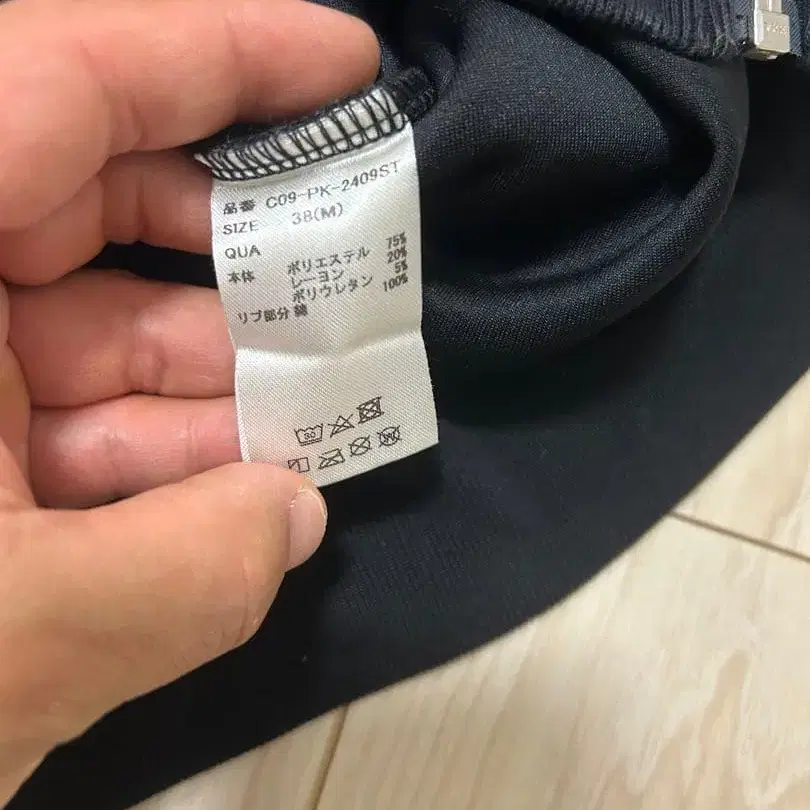 品番 C09-PK-2409ST
SIZE 38(M)
QUA
本体 ポリエステル 75%
レーヨン 20%
ポリウレタン 5%
リブ部分 綿 100%